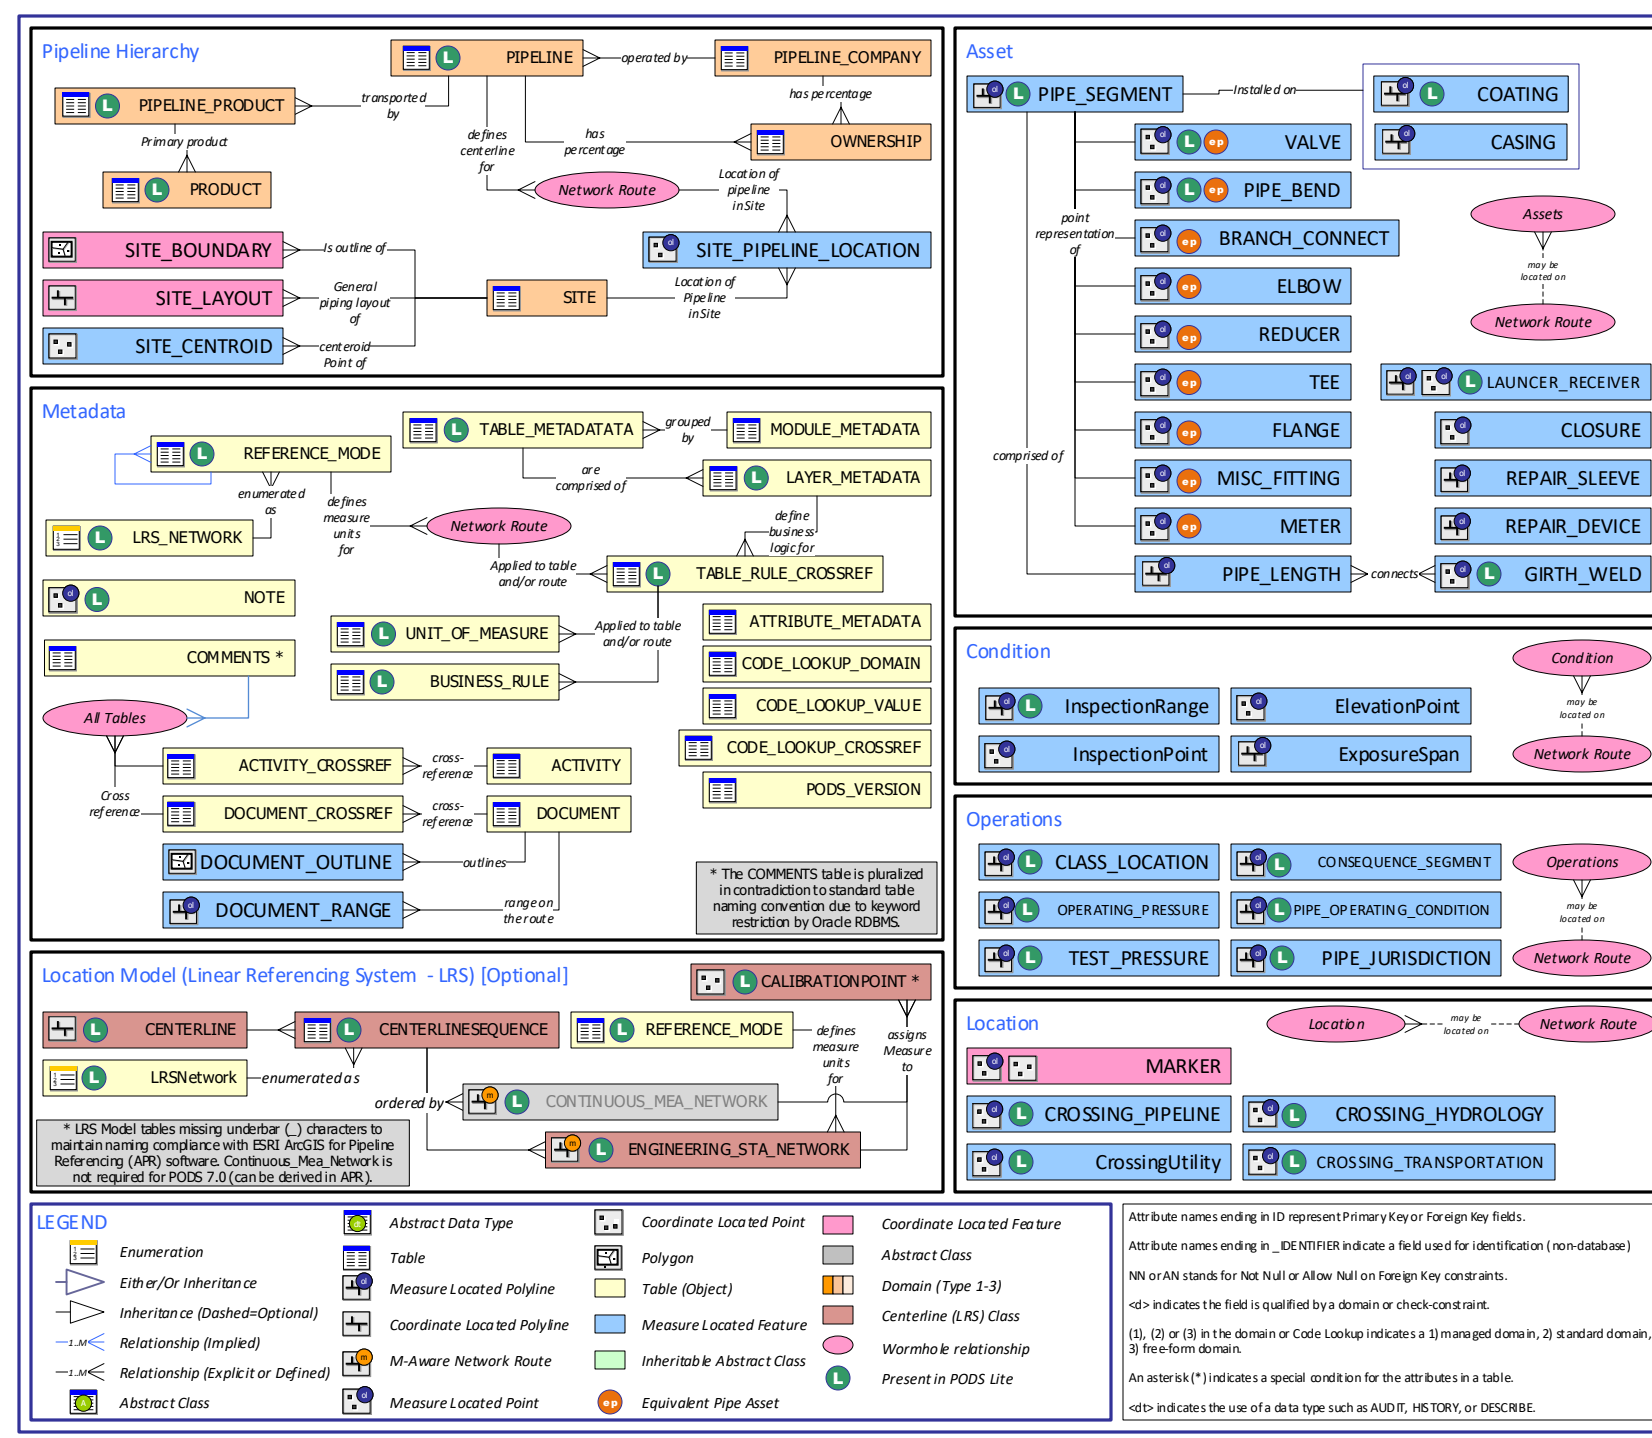 Pipeline Hierarchy
PIPELINE
operated by
PIPELINE_COMPANY
PIPELINE_PRODUCT
transported
by
has percentage
Primary product
defines
centerline
for
has
percentage
OWNERSHIP
PRODUCT
Network Route
Location of
pipeline
in Site
SITE_BOUNDARY
Is outline of
SITE_PIPELINE_LOCATION
SITE_LAYOUT
General
piping layout
of
SITE
Location of
Pipeline
in Site
SITE_CENTROID
centeroid
Point of
Metadata
TABLE_METADATATA
grouped
by
MODULE_METADATA
REFERENCE_MODE
are
comprised of
LAYER_METADATA
enumerated
as
defines
measure
units
for
Network Route
define
business
logic for
LRS_NETWORK
Applied to table
and/or route
TABLE_RULE_CROSSREF
NOTE
UNIT_OF_MEASURE
Applied to table
and/or route
ATTRIBUTE_METADATA
COMMENTS *
CODE_LOOKUP_DOMAIN
BUSINESS_RULE
CODE_LOOKUP_VALUE
All Tables
CODE_LOOKUP_CROSSREF
ACTIVITY_CROSSREF
cross-
reference
ACTIVITY
PODS_VERSION
Cross
reference
DOCUMENT_CROSSREF
cross-
reference
DOCUMENT
DOCUMENT_OUTLINE
outlines
DOCUMENT_RANGE
range on
the route
* The COMMENTS table is pluralized
in contradiction to standard table
naming convention due to keyword
restriction by Oracle RDBMS.
Location Model (Linear Referencing System - LRS) [Optional]
CALIBRATIONPOINT *
CENTERLINE
CENTERLINESEQUENCE
REFERENCE_MODE
defines
measure
units
for
assigns
Measure
to
LRSNetwork
enumerated as
ordered by
CONTINUOUS_MEA_NETWORK
ENGINEERING_STA_NETWORK
* LRS Model tables missing underbar (_) characters to
maintain naming compliance with ESRI ArcGIS for Pipeline
Referencing (APR) software. Continuous_Mea_Network is
not required for PODS 7.0 (can be derived in APR).
Asset
L PIPE_SEGMENT
Installed on
L COATING
CASING
L ep VALVE
L ep PIPE_BEND
point
representation
of
ep BRANCH_CONNECT
ep ELBOW
ep REDUCER
ep TEE
ep FLANGE
ep MISC_FITTING
ep METER
comprised of
PIPE_LENGTH
connects
L GIRTH_WELD
Assets
may be
located on
Network Route
L LAUNCER_RECEIVER
CLOSURE
REPAIR_SLEEVE
REPAIR_DEVICE
Condition
L InspectionRange
ElevationPoint
InspectionPoint
ExposureSpan
Condition
may be
located on
Network Route
Operations
L CLASS_LOCATION
L CONSEQUENCE_SEGMENT
L OPERATING_PRESSURE
L PIPE_OPERATING_CONDITION
L TEST_PRESSURE
L PIPE_JURISDICTION
Operations
may be
located on
Network Route
Location
Location
may be
located on
Network Route
MARKER
L CROSSING_PIPELINE
L CROSSING_HYDROLOGY
L CrossingUtility
L CROSSING_TRANSPORTATION
LEGEND
Enumeration
Either/Or Inheritance
Inheritance (Dashed=Optional)
1..M Relationship (Implied)
1..M Relationship (Explicit or Defined)
Abstract Class
dt Abstract Data Type
Table
Measure Located Polyline
Coordinate Located Polyline
m M-Aware Network Route
Measure Located Point
Coordinate Located Point
Polygon
Table (Object)
Measure Located Feature
Inheritable Abstract Class
ep Equivalent Pipe Asset
Coordinate Located Feature
Abstract Class
Domain (Type 1-3)
Centerline (LRS) Class
Wormhole relationship
L Present in PODS Lite
Attribute names ending in ID represent Primary Key or Foreign Key fields.
Attribute names ending in _IDENTIFIER indicate a field used for identification (non-database)
NN or AN stands for Not Null or Allow Null on Foreign Key constraints.
<d> indicates the field is qualified by a domain or check-constraint.
(1), (2) or (3) in the domain or Code Lookup indicates a 1) managed domain, 2) standard domain,
3) free-form domain.
An asterisk (*) indicates a special condition for the attributes in a table.
<dt> indicates the use of a data type such as AUDIT, HISTORY, or DESCRIBE.